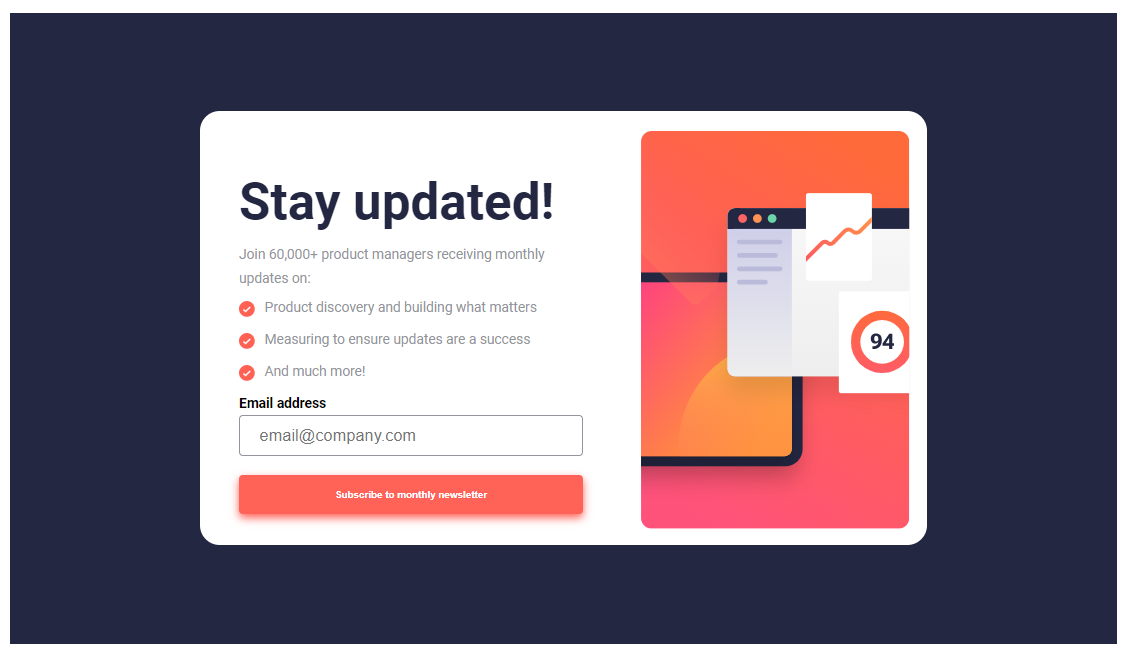 Stay updated!
Join 60,000+ product managers receiving monthly
updates on:
Product discovery and building what matters
Measuring to ensure updates are a success
And much more!
Email address
email@company.com
Subscribe to monthly newsletter
94